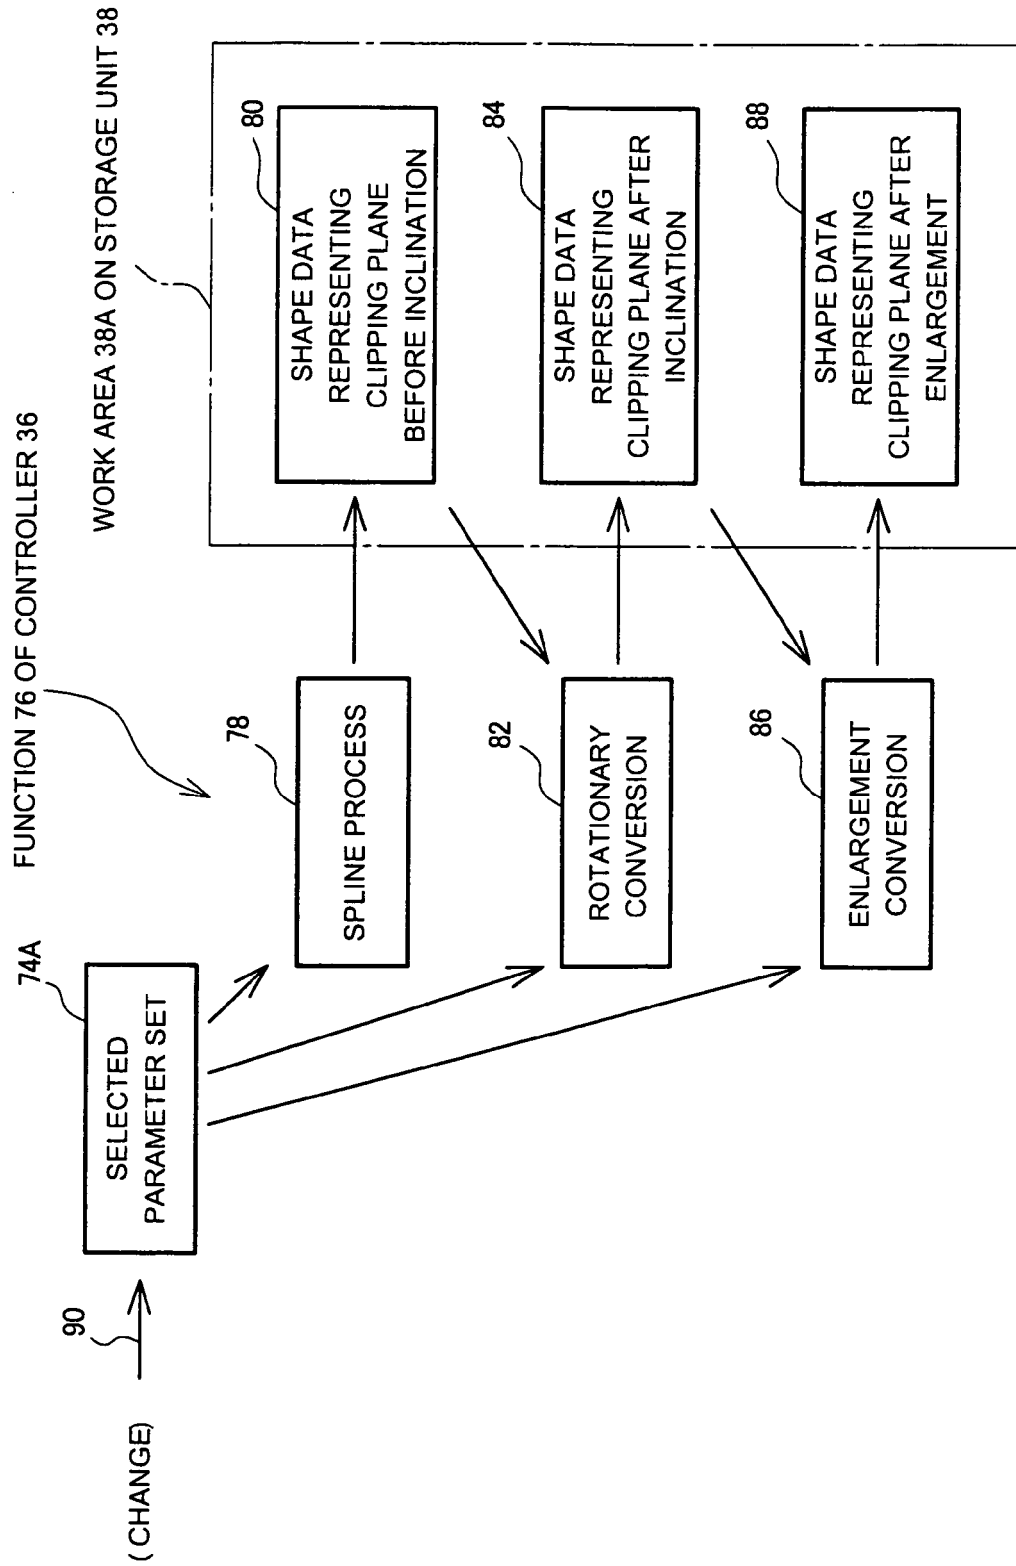 FUNCTION 76 OF CONTROLLER 36
WORK AREA 38A ON STORAGE UNIT 38
( CHANGE)
90
74A
SELECTED
PARAMETER SET
78
SPLINE PROCESS
80
SHAPE DATA
REPRESENTING
CLIPPING PLANE
BEFORE INCLINATION
82
ROTATIONARY
CONVERSION
84
SHAPE DATA
REPRESENTING
CLIPPING PLANE AFTER
INCLINATION
86
ENLARGEMENT
CONVERSION
88
SHAPE DATA
REPRESENTING
CLIPPING PLANE AFTER
ENLARGEMENT